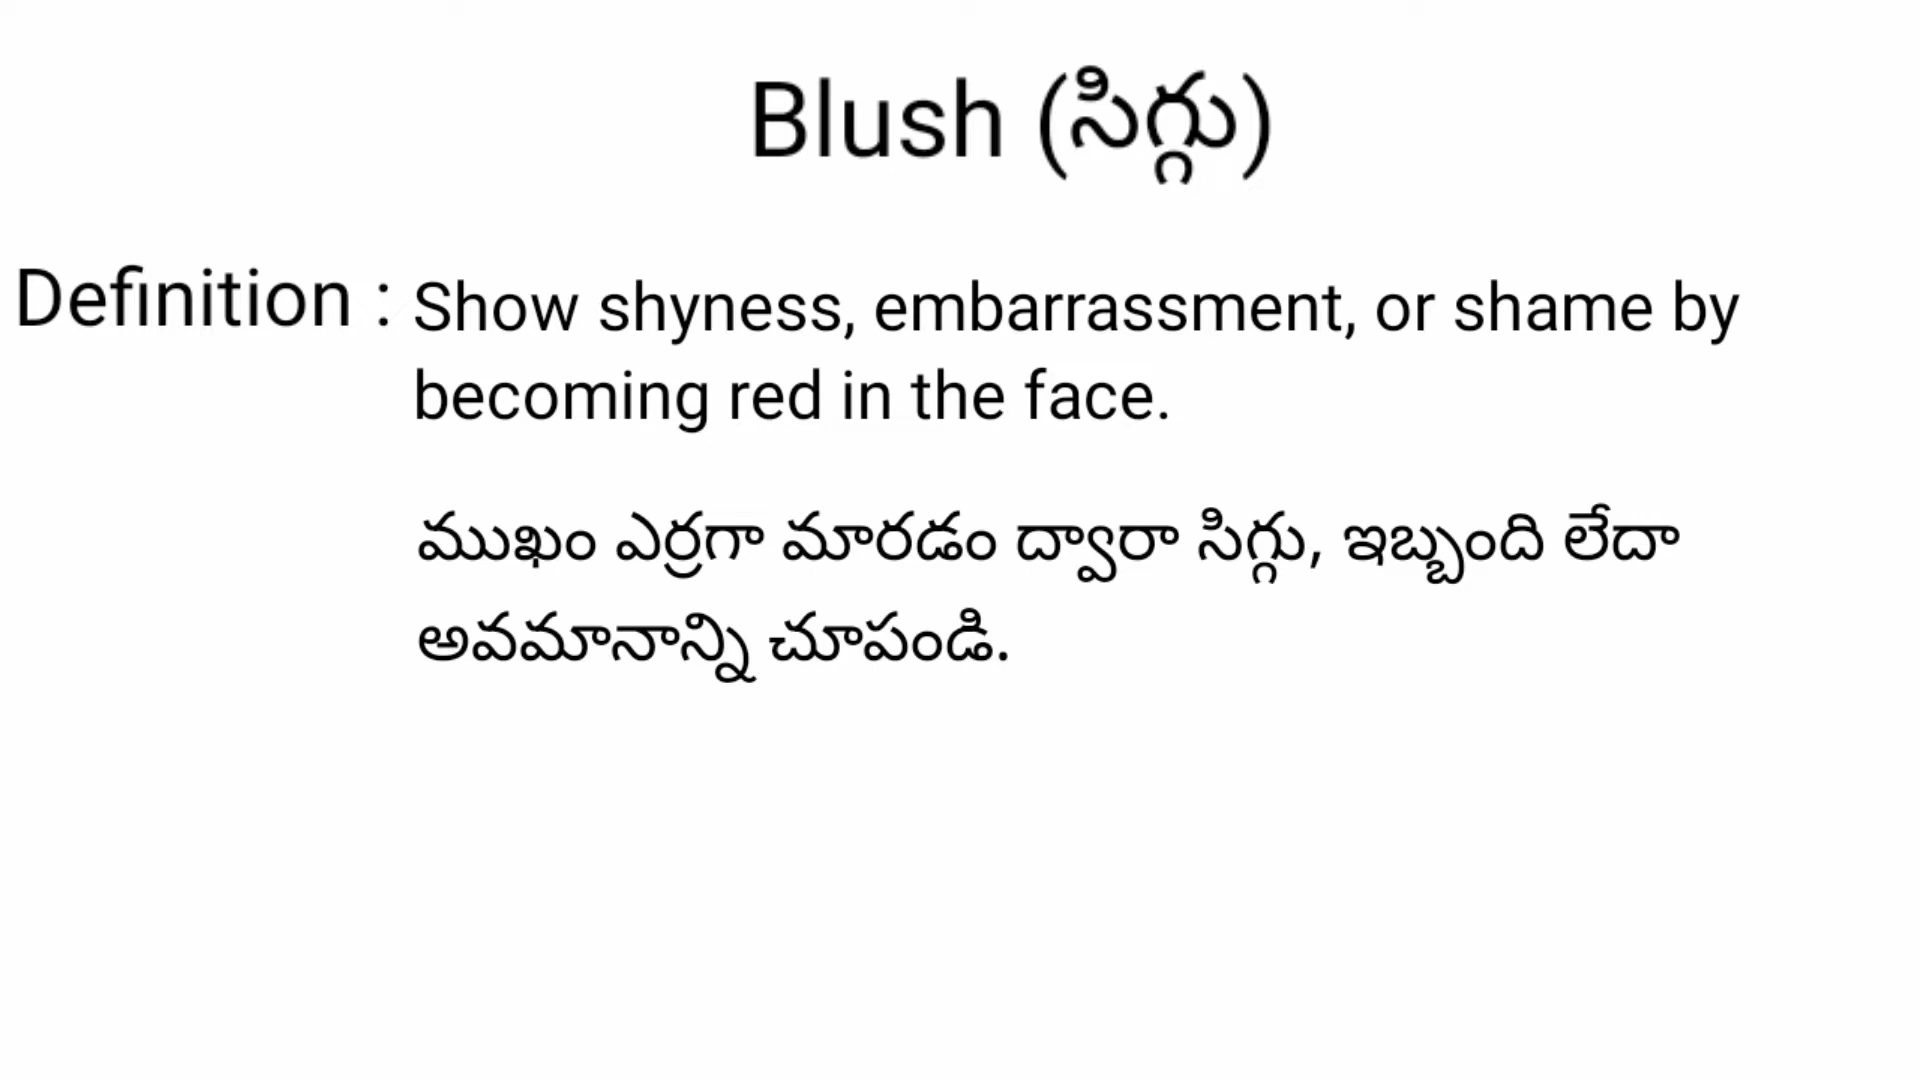 Blush (సిగ్గు)
Definition : Show shyness, embarrassment, or shame by
becoming red in the face.
ముఖం ఎర్రగా మారడం ద్వారా సిగ్గు, ఇబ్బంది లేదా
అవమానాన్ని చూపండి.